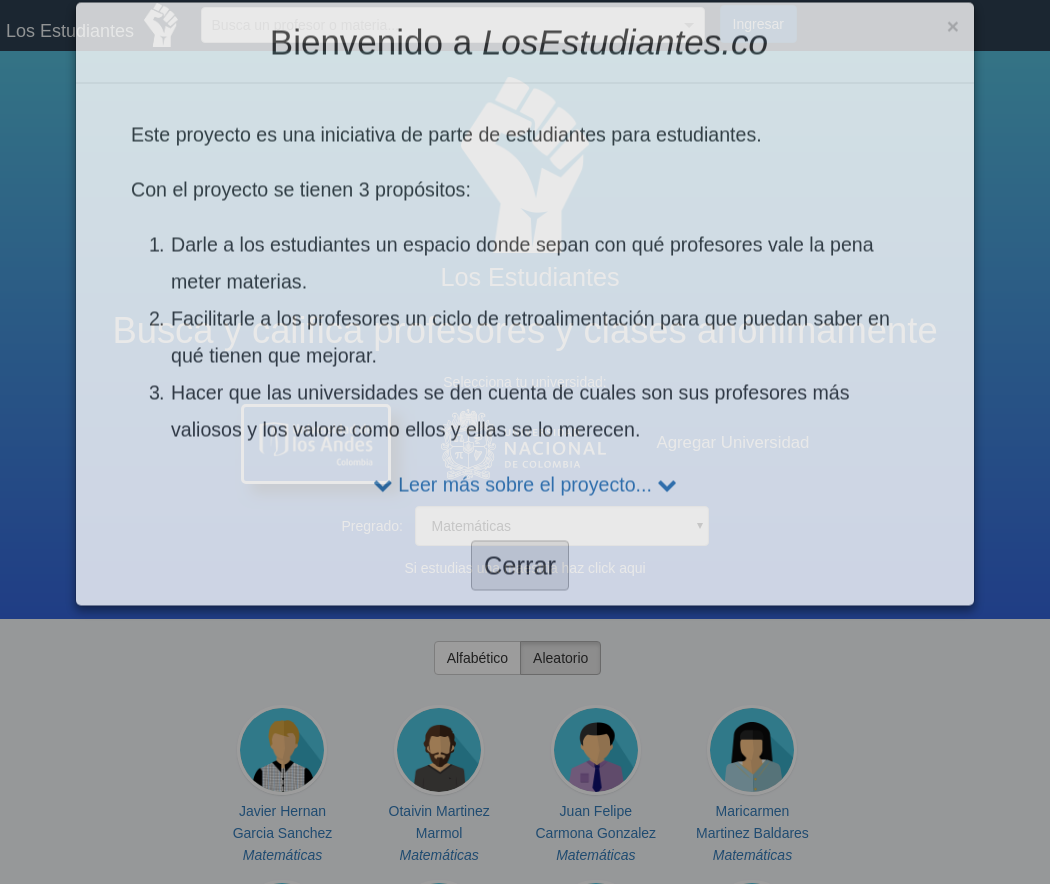 Los Estudiantes
Busca un profesor o materia
Ingresar
×
Bienvenido a LosEstudiantes.co
Este proyecto es una iniciativa de parte de estudiantes para estudiantes.
Con el proyecto se tienen 3 propósitos:
1. Darle a los estudiantes un espacio donde sepan con qué profesores vale la pena
meter materias.
Los Estudiantes
2. Facilitarle a los profesores un ciclo de retroalimentación para que puedan saber en
qué tienen que mejorar.
Busca y califica profesores y clases anónimamente
Selecciona tu universidad:
3. Hacer que las universidades se den cuenta de cuales son sus profesores más
valiosos y los valore como ellos y ellas se lo merecen.
los Andes
Colombia
NACIONAL
DE COLOMBIA
Agregar Universidad
Leer más sobre el proyecto...
Pregrado:
Matemáticas
Cerrar
Si estudias haz click aqui
Alfabético
Aleatorio
Javier Hernan
Garcia Sanchez
Matemáticas
Otaivin Martinez
Marmol
Matemáticas
Juan Felipe
Carmona Gonzalez
Matemáticas
Maricarmen
Martinez Baldares
Matemáticas